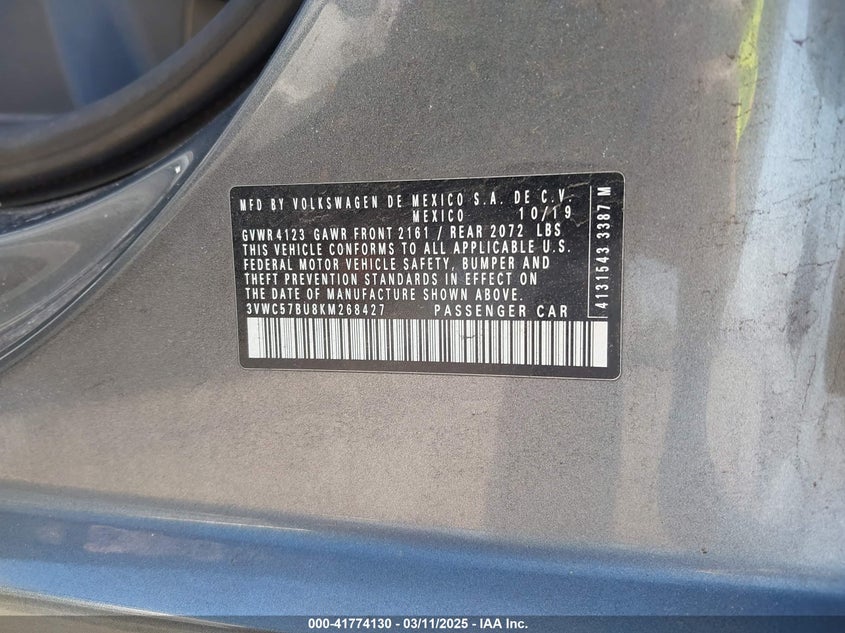 MFD BY VOLKSWAGEN DE MEXICO S.A. DE C.V.
MEXICO 10/19
GVWR 4123 GAWR FRONT 2161 / REAR 2072 LBS
THIS VEHICLE CONFORMS TO ALL APPLICABLE U.S.
FEDERAL MOTOR VEHICLE SAFETY, BUMPER AND
THEFT PREVENTION STANDARDS IN EFFECT ON
THE DATE OF MANUFACTURE SHOWN ABOVE.
3VWC57BU8KM268427 PASSENGER CAR
4131543 3387 M
000-41774130 - 03/11/2025 - IAA Inc.